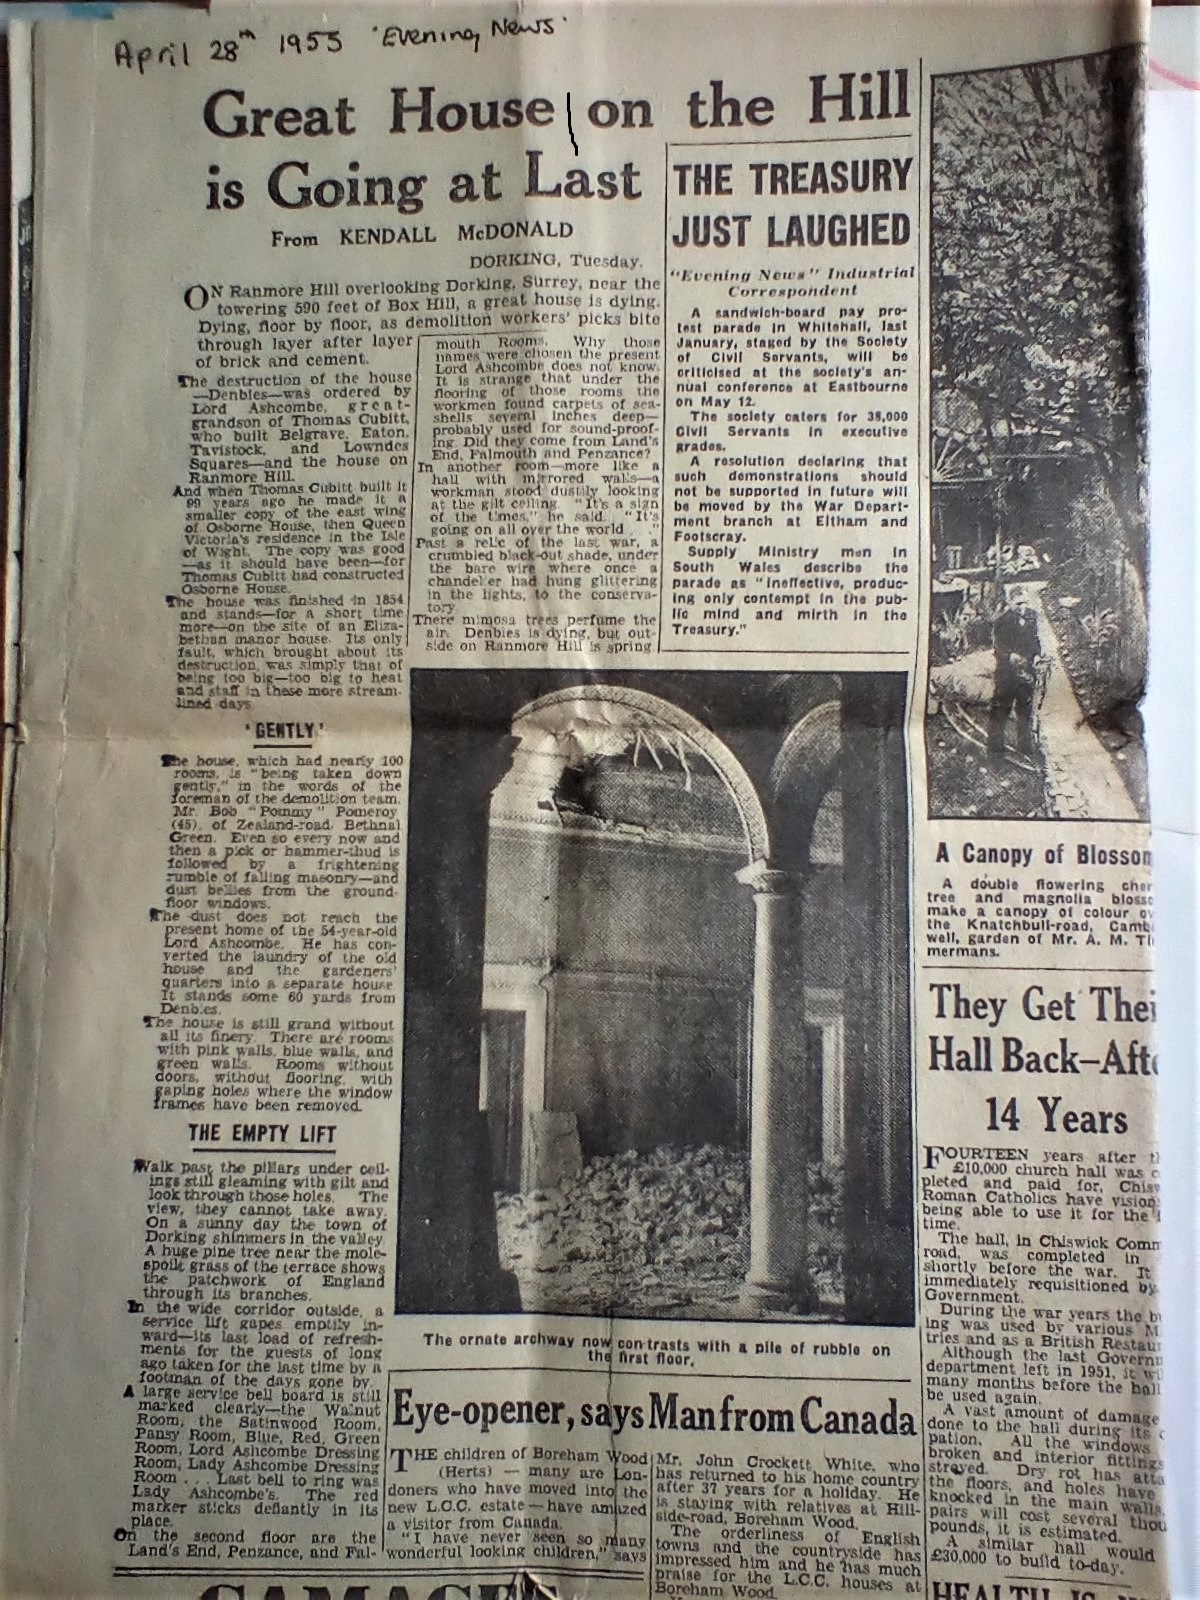 April 28th 1953 'Evening News'
Great House on the Hill
is Going at Last
From KENDALL McDONALD
DORKING, Tuesday.
ON Ranmore Hill overlooking Dorking, Surrey, near the
towering 590 feet of Box Hill, a great house is dying.
Dying, floor by floor, as demolition workers' picks bite
through layer after layer
of brick and cement.
The destruction of the house
—Denbies—was ordered by
Lord Ashcombe, great-
grandson of Thomas Cubitt,
who built Belgrave, Eaton,
Tavistock, and Lowndes
Squares—and the house on
Ranmore Hill.
And when Thomas Cubitt built it
99 years ago he made it a
smaller copy of the east wing
of Osborne House, then Queen
Victoria's residence in the Isle
of Wight. The copy was good
—as it should have been—for
Thomas Cubitt had constructed
Osborne House.
The house was finished in 1854
and stands—for a short time
more—on the site of an Eliza-
bethan manor house. Its only
fault, which brought about its
destruction, was simply that of
being too big—too big to heat
and staff in these more stream-
lined days.
'GENTLY'
The house, which had nearly 100
rooms, is "being taken down
gently," in the words of the
foreman of the demolition team,
Mr. Bob "Pommy" Pomeroy
(45), of Zealand-road, Bethnal
Green. Even so every now and
then a pick or hammer-thud is
followed by a frightening
rumble of falling masonry—and
dust bellies from the ground-
floor windows.
The dust does not reach the
present home of the 54-year-old
Lord Ashcombe. He has con-
verted the laundry of the old
house and the gardeners'
quarters into a separate house
It stands some 60 yards from
Denbies.
The house is still grand without
all its finery. There are rooms
with pink walls, blue walls, and
green walls. Rooms without
doors, without flooring, with
gaping holes where the window
frames have been removed.
THE EMPTY LIFT
Walk past the pillars under ceil-
ings still gleaming with gilt and
look through those holes. The
view, they cannot take away.
On a sunny day the town of
Dorking shimmers in the valley
A huge pine tree near the mole-
spoilt grass of the terrace shows
the patchwork of England
through its branches.
In the wide corridor outside, a
service lift gapes emptily in-
ward—its last load of refresh-
ments for the guests of long
ago taken for the last time by a
footman of the days gone by.
A large service bell board is still
marked clearly—the Walnut
Room, the Satinwood Room,
Pansy Room, Blue, Red, Green
Room, Lord Ashcombe Dressing
Room, Lady Ashcombe Dressing
Room . . . Last bell to ring was
Lady Ashcombe's. The red
marker sticks defiantly in its
place.
On the second floor are the
Land's End, Penzance, and Fal-
mouth Rooms. Why those
names were chosen the present
Lord Ashcombe does not know.
It is strange that under the
flooring of those rooms the
workmen found carpets of sea-
shells several inches deep—
probably used for sound-proof-
ing. Did they come from Land's
End, Falmouth and Penzance?
In another room—more like a
hall with mirrored walls—a
workman stood dustily looking
at the gilt ceiling. "It's a sign
of the times," he said. "It's
going on all over the world . ."
Past a relic of the last war, a
crumbled black-out shade, under
the bare wire where once a
chandelier had hung glittering
in the lights, to the conserva-
tory.
There mimosa trees perfume the
air. Denbies is dying, but out-
side on Ranmore Hill is spring.
THE TREASURY
JUST LAUGHED
"Evening News" Industrial
Correspondent
A sandwich-board pay pro-
test parade in Whitehall, last
January, staged by the Society
of Civil Servants, will be
criticised at the society's an-
nual conference at Eastbourne
on May 12.
The society caters for 38,000
Civil Servants in executive
grades.
A resolution declaring that
such demonstrations should
not be supported in future will
be moved by the War Depart-
ment branch at Eltham and
Footscray.
Supply Ministry men in
South Wales describe the
parade as "ineffective, produc-
ing only contempt in the pub-
lic mind and mirth in the
Treasury."
The ornate archway now contrasts with a pile of rubble on
the first floor.
Eye-opener, says Man from Canada
THE children of Boreham Wood
(Herts) — many are Lon-
doners who have moved into the
new L.C.C. estate—have amazed
a visitor from Canada.
"I have never seen so many
wonderful looking children," says
Mr. John Crockett White, who
has returned to his home country
after 37 years for a holiday. He
is staying with relatives at Hill-
side-road, Boreham Wood.
The orderliness of English
towns and the countryside has
impressed him and he has much
praise for the L.C.C. houses at
Boreham Wood.
A Canopy of Blossom
A double flowering cher
tree and magnolia blosso
make a canopy of colour ov
the Knatchbull-road, Camb
well, garden of Mr. A. M. Ti
mermans.
They Get Thei
Hall Back—Afte
14 Years
FOURTEEN years after th
£10,000 church hall was c
pleted and paid for, Chisw
Roman Catholics have vision
being able to use it for the f
time.
The hall, in Chiswick Comm
road, was completed in
shortly before the war. It
immediately requisitioned by
Government.
During the war years the bu
ing was used by various M
tries and as a British Restaur
Although the last Governm
department left in 1951, it wi
many months before the hall
be used again.
A vast amount of damage
done to the hall during its o
pation. All the windows
broken and interior fittings
stroyed. Dry rot has atta
the floors, and holes have
knocked in the main walls.
pairs will cost several thou
pounds, it is estimated.
A similar hall would
£30,000 to build to-day.
GAMAGES
HEALTH IS